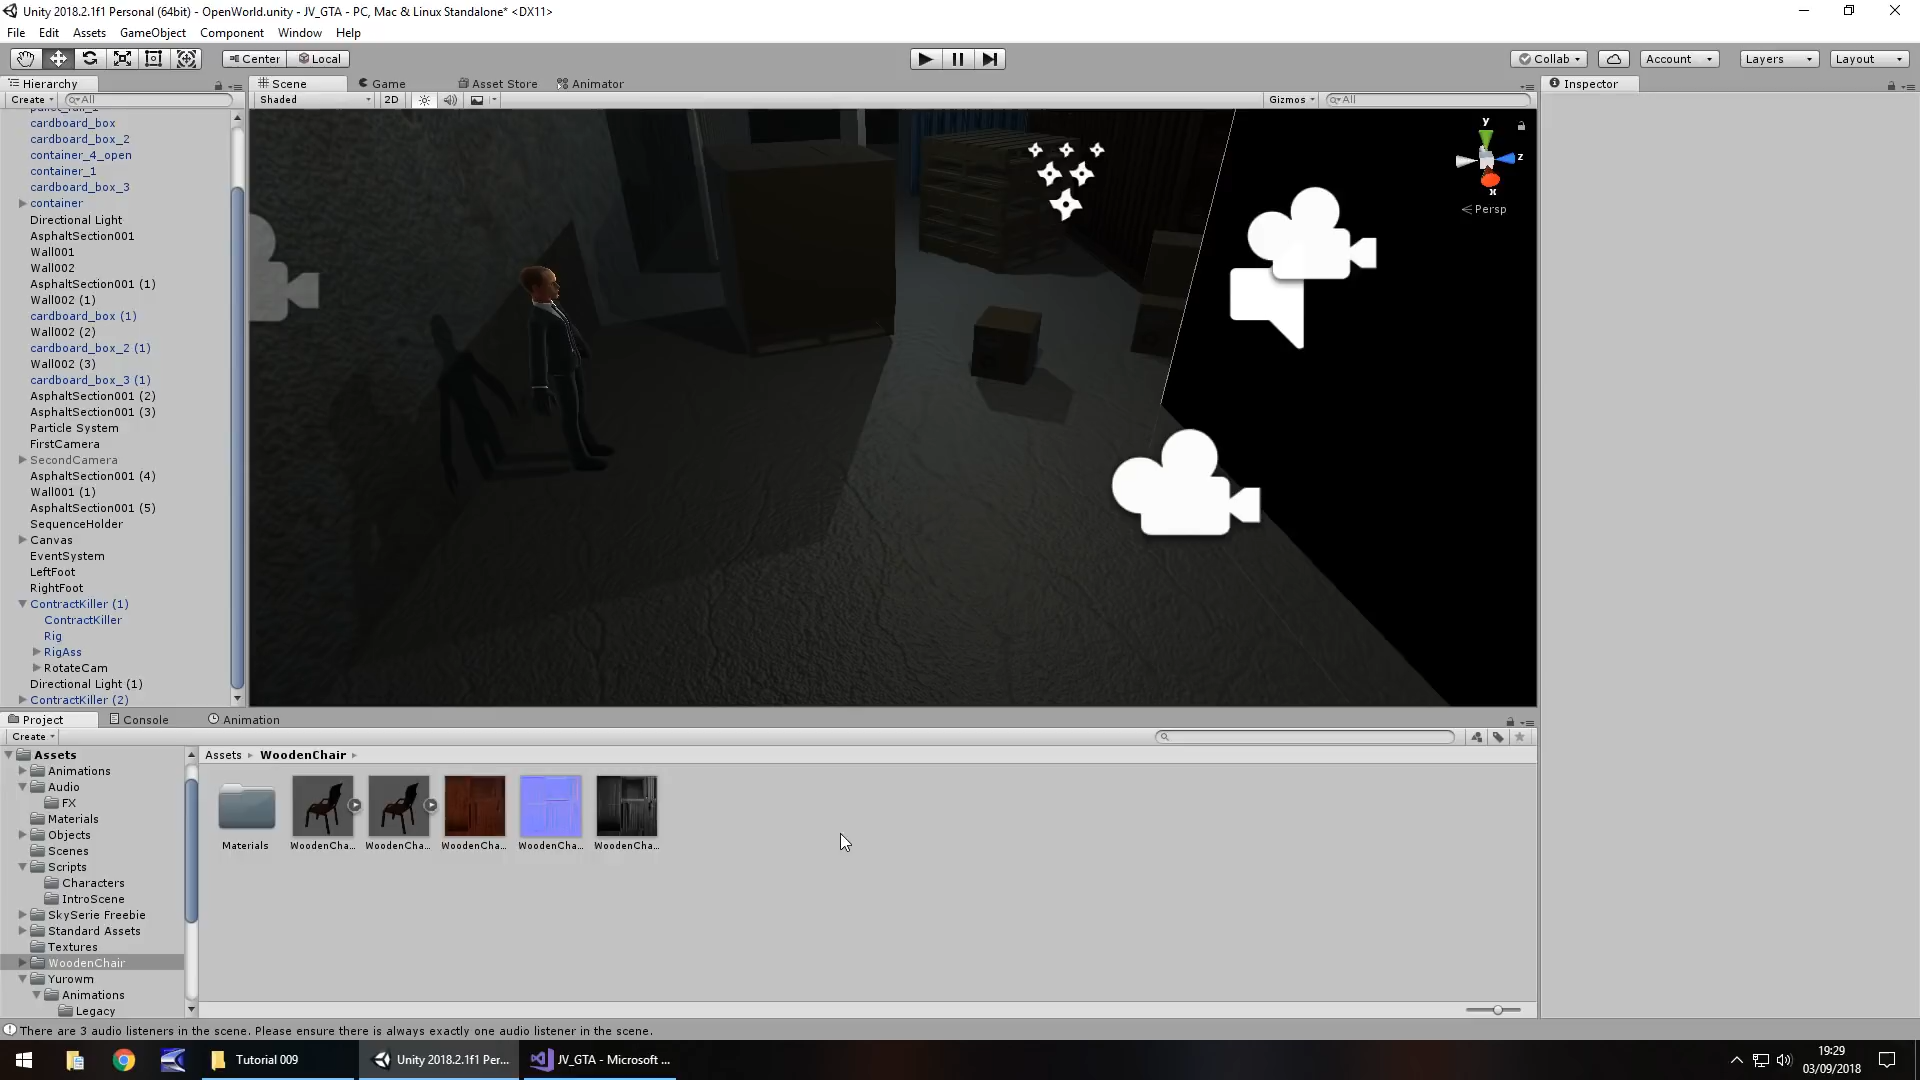 Unity 2018.2.1f1 Personal (64bit) - OpenWorld.unity - JV_GTA - PC, Mac & Linux Standalone* <DX11>
File Edit Assets GameObject Component Window Help
Center Local Collab Account Layers Layout
Hierarchy Scene Game Asset Store Animator Inspector
Create All Shaded 2D Gizmos All
cardboard_box
cardboard_box_2
container_4_open
container_1
cardboard_box_3
container
Directional Light
AsphaltSection001
Wall001
Wall002
AsphaltSection001 (1)
Wall002 (1)
cardboard_box (1)
Wall002 (2)
cardboard_box_2 (1)
Wall002 (3)
cardboard_box_3 (1)
AsphaltSection001 (2)
AsphaltSection001 (3)
Particle System
FirstCamera
SecondCamera
AsphaltSection001 (4)
Wall001 (1)
AsphaltSection001 (5)
SequenceHolder
Canvas
EventSystem
LeftFoot
RightFoot
ContractKiller (1)
ContractKiller
Rig
RigAss
RotateCam
Directional Light (1)
ContractKiller (2)
y
z
x
Persp
Project Console Animation
Create
Assets
Animations
Audio
FX
Materials
Objects
Scenes
Scripts
Characters
IntroScene
SkySerie Freebie
Standard Assets
Textures
WoodenChair
Yurowm
Animations
Legacy
Assets WoodenChair
Materials WoodenCha... WoodenCha... WoodenCha... WoodenCha... WoodenCha...
There are 3 audio listeners in the scene. Please ensure there is always exactly one audio listener in the scene.
Tutorial 009 Unity 2018.2.1f1 Per... JV_GTA - Microsoft ...
19:29
03/09/2018